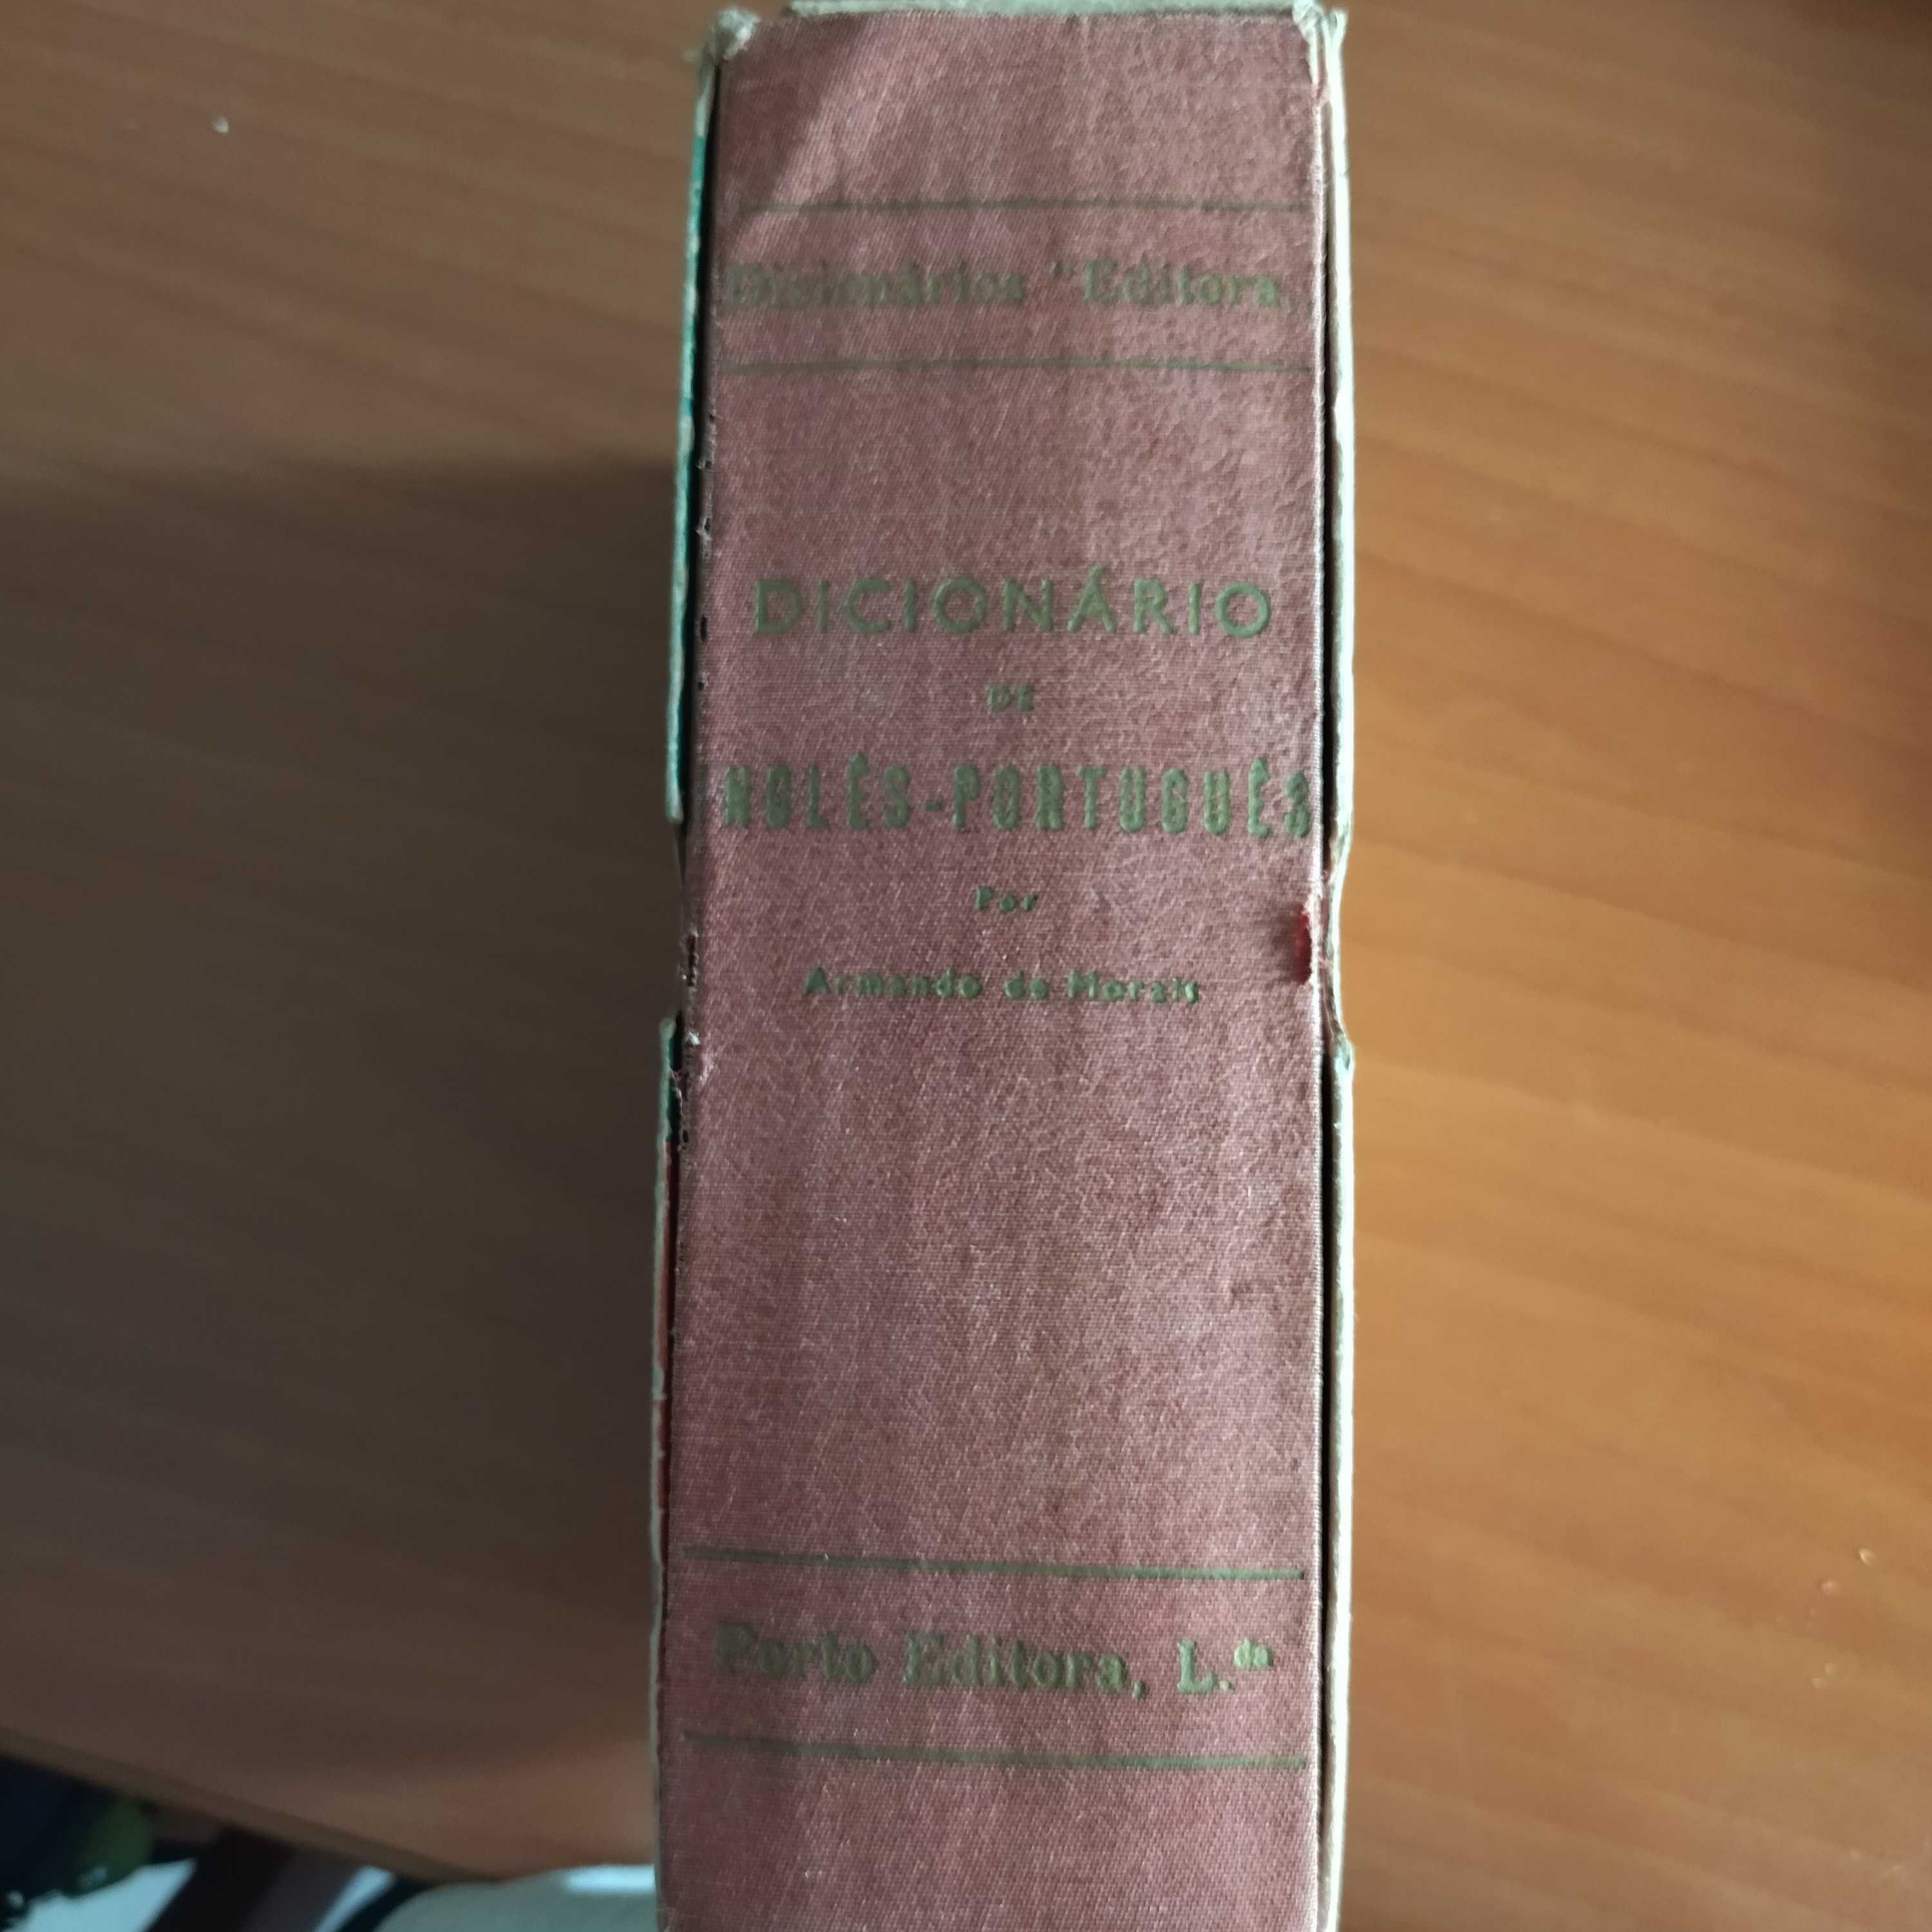 Dicionários "Editora„
DICIONÁRIO
DE
INGLÊS-PORTUGUÊS
Por
Armando de Morais
Porto Editora, L.da